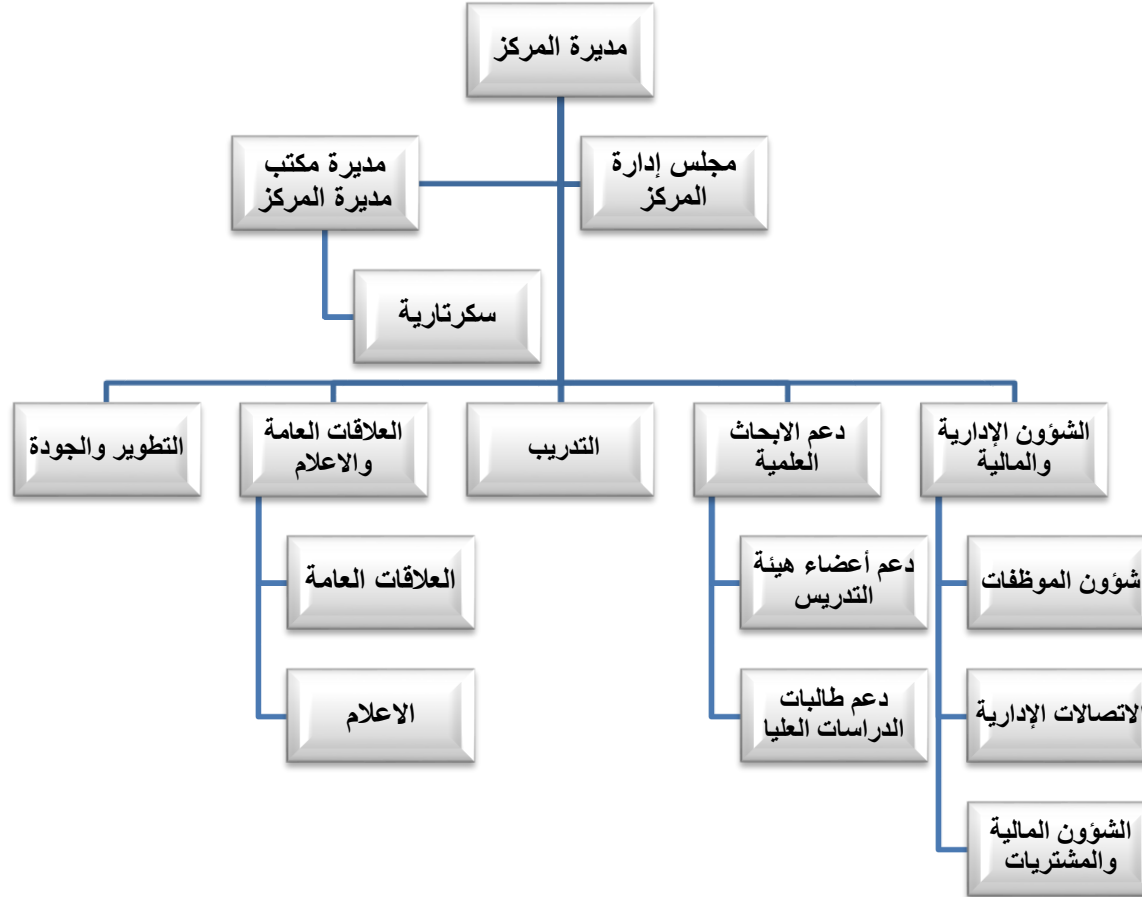 مديرة المركز
مجلس إدارة
المركز
مديرة مكتب
مديرة المركز
سكرتارية
الشؤون الإدارية
والمالية
دعم الابحاث
العلمية
التدريب
العلاقات العامة
والاعلام
التطوير والجودة
شؤون الموظفات
دعم أعضاء هيئة
التدريس
العلاقات العامة
الاتصالات الإدارية
دعم طالبات
الدراسات العليا
الاعلام
الشؤون المالية
والمشتريات